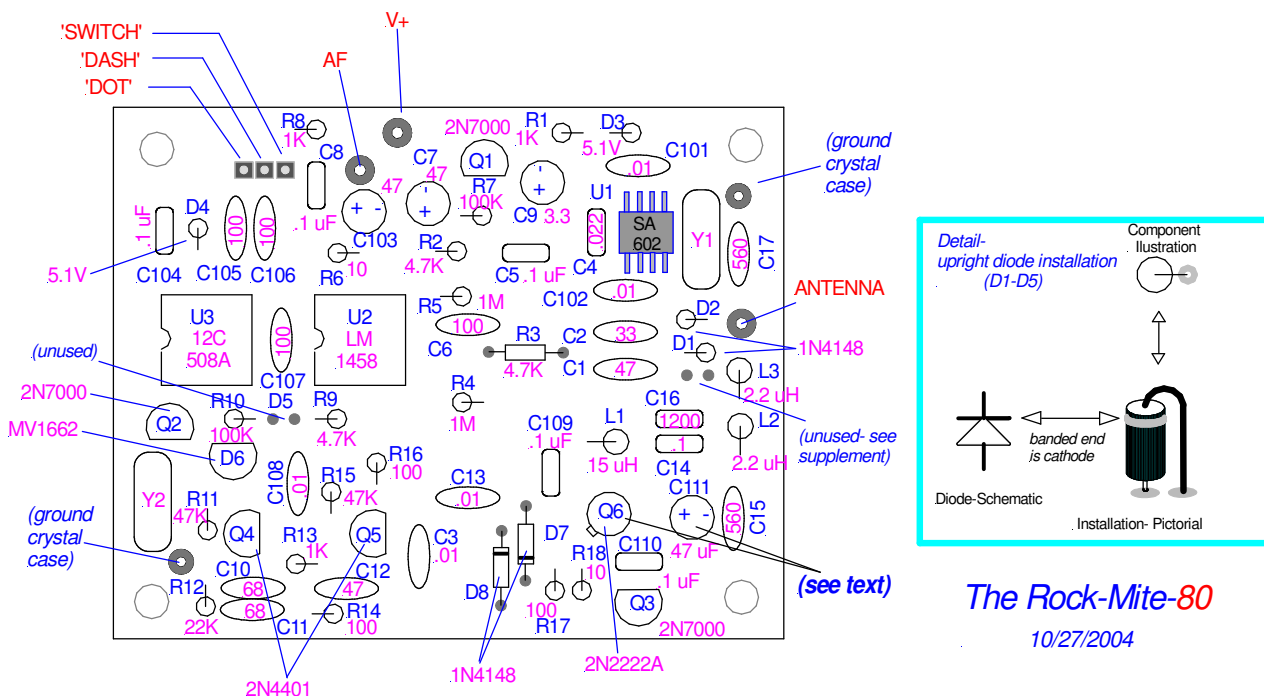 'SWITCH'
'DASH'
'DOT'
V+
AF
R8
1K
C8
.1 uF
C7
47
47
C103
2N7000
Q1
R7
100K
R1
1K
D3
5.1V
C101
.01
C9
3.3
U1
SA
602
.022
C4
Y1
560
C17
(ground
crystal
case)
.1 uF
C104
D4
5.1V
100
C105
100
C106
R6
10
R2
4.7K
C5
.1 uF
C102
.01
R5
1M
100
C6
C2
33
C1
47
R3
4.7K
D2
D1
ANTENNA
1N4148
L3
2.2 uH
L2
2.2 uH
U3
12C
508A
100
C107
U2
LM
1458
(unused)
2N7000
Q2
MV1662
D6
R10
100K
D5
R9
4.7K
R4
1M
C109
.1 uF
L1
15 uH
C16
1200
.1
C14
(unused- see
supplement)
Y2
R11
47K
C108
.01
R15
47K
R16
100
C13
.01
Q4
R13
1K
Q5
C3
.01
D7
D8
Q6
C111
47 uF
560
C15
(see text)
(ground
crystal
case)
R12
22K
C10
68
68
C11
C12
47
R14
100
R18
10
100
R17
C110
.1 uF
Q3
2N7000
2N4401
1N4148
2N2222A
Detail-
upright diode installation
(D1-D5)
Component
Ilustration
banded end
is cathode
Diode-Schematic
Installation- Pictorial
The Rock-Mite-80
10/27/2004